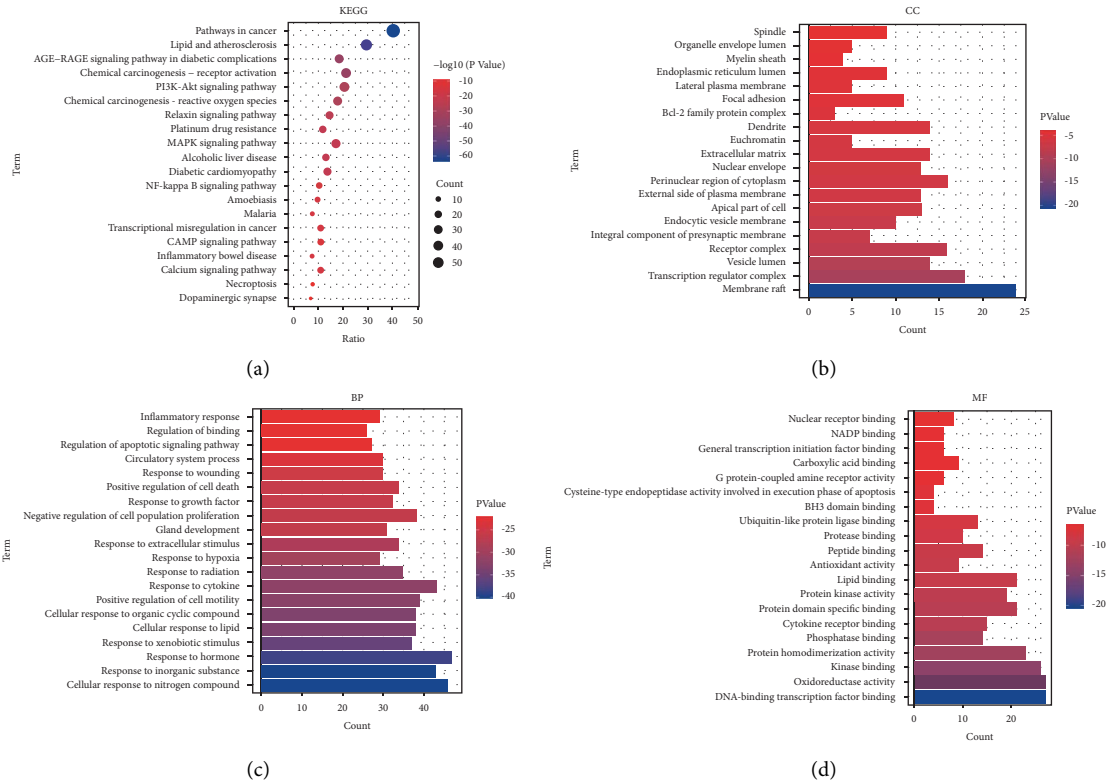 KEGG
Term
Pathways in cancer
Lipid and atherosclerosis
AGE−RAGE signaling pathway in diabetic complications
Chemical carcinogenesis − receptor activation
PI3K-Akt signaling pathway
Chemical carcinogenesis - reactive oxygen species
Relaxin signaling pathway
Platinum drug resistance
MAPK signaling pathway
Alcoholic liver disease
Diabetic cardiomyopathy
NF-kappa B signaling pathway
Amoebiasis
Malaria
Transcriptional misregulation in cancer
CAMP signaling pathway
Inflammatory bowel disease
Calcium signaling pathway
Necroptosis
Dopaminergic synapse
0 10 20 30 40 50
Ratio
−log10 (P Value)
-10
-20
-30
-40
-50
-60
Count
10
20
30
40
50
(a)
CC
Term
Spindle
Organelle envelope lumen
Myelin sheath
Endoplasmic reticulum lumen
Lateral plasma membrane
Focal adhesion
Bcl-2 family protein complex
Dendrite
Euchromatin
Extracellular matrix
Nuclear envelope
Perinuclear region of cytoplasm
External side of plasma membrane
Apical part of cell
Endocytic vesicle membrane
Integral component of presynaptic membrane
Receptor complex
Vesicle lumen
Transcription regulator complex
Membrane raft
0 5 10 15 20 25
Count
PValue
-5
-10
-15
-20
(b)
BP
Term
Inflammatory response
Regulation of binding
Regulation of apoptotic signaling pathway
Circulatory system process
Response to wounding
Positive regulation of cell death
Response to growth factor
Negative regulation of cell population proliferation
Gland development
Response to extracellular stimulus
Response to hypoxia
Response to radiation
Response to cytokine
Positive regulation of cell motility
Cellular response to organic cyclic compound
Cellular response to lipid
Response to xenobiotic stimulus
Response to hormone
Response to inorganic substance
Cellular response to nitrogen compound
0 20 40
Count
PValue
-25
-30
-35
-40
(c)
MF
Term
Nuclear receptor binding
NADP binding
General transcription initiation factor binding
Carboxylic acid binding
G protein-coupled amine receptor activity
Cysteine-type endopeptidase activity involved in execution phase of apoptosis
BH3 domain binding
Ubiquitin-like protein ligase binding
Protease binding
Peptide binding
Antioxidant activity
Lipid binding
Protein kinase activity
Protein domain specific binding
Cytokine receptor binding
Phosphatase binding
Protein homodimerization activity
Kinase binding
Oxidoreductase activity
DNA-binding transcription factor binding
0 10 20
Count
PValue
-10
-15
-20
(d)